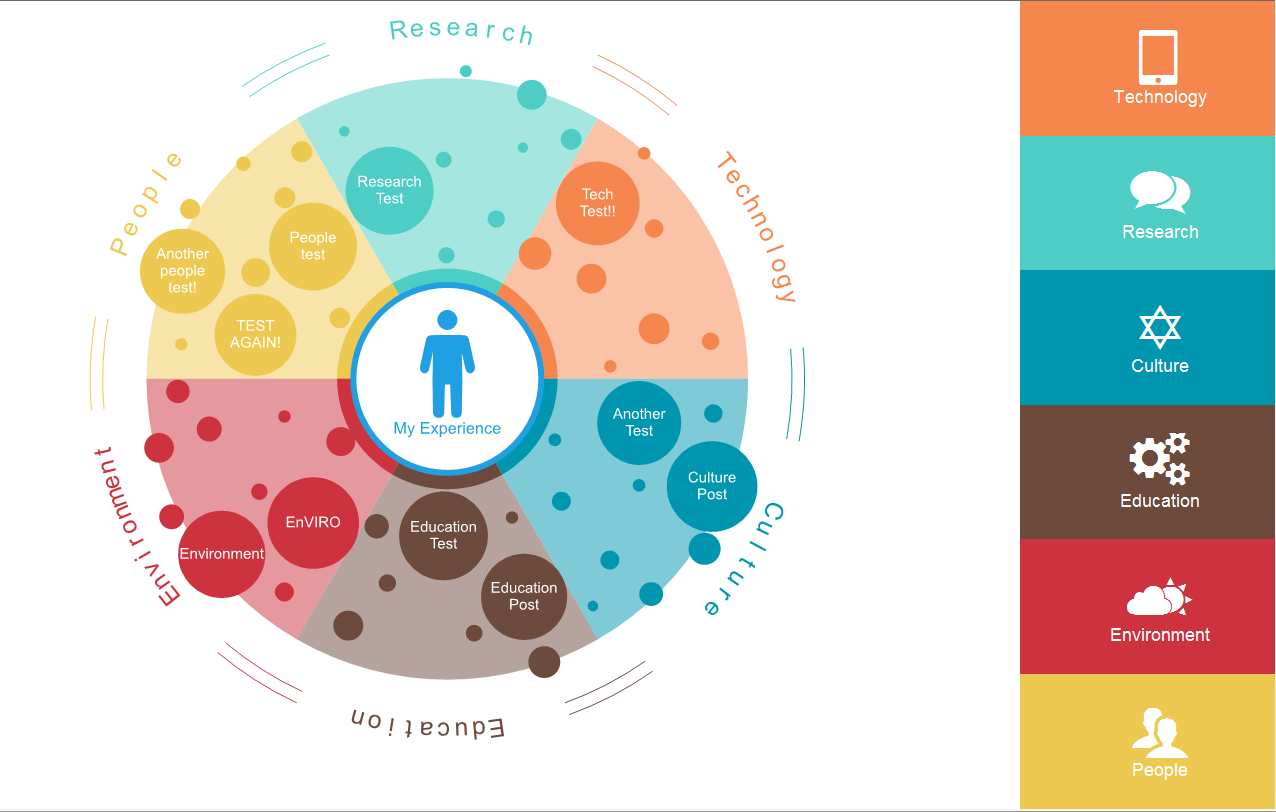 Research
Technology
People
Environment
Education
Culture
Research
Test
Tech
Test!!
People
test
Another
people
test!
TEST
AGAIN!
My Experience
Another
Test
Culture
Post
EnVIRO
Environment
Education
Test
Education
Post
Technology
Research
Culture
Education
Environment
People